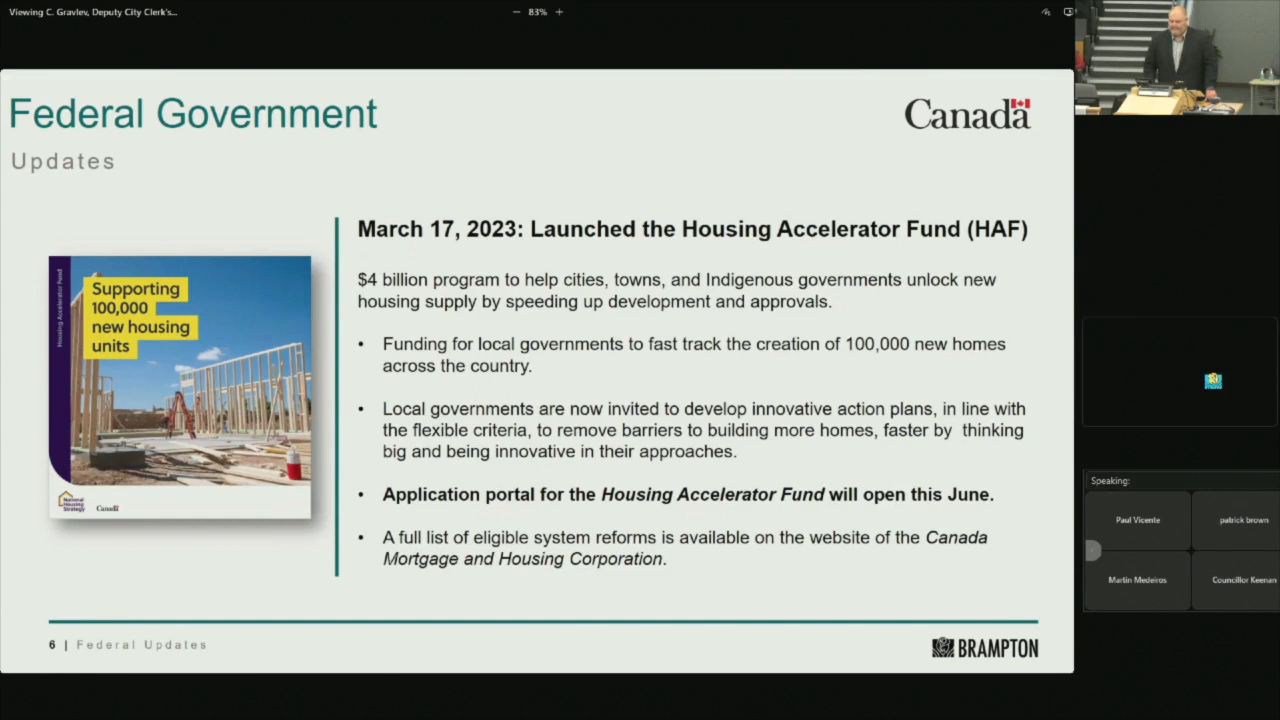 Viewing C. Gravlev, Deputy City Clerk's...
83%
Federal Government
Canada
Updates
March 17, 2023: Launched the Housing Accelerator Fund (HAF)
$4 billion program to help cities, towns, and Indigenous governments unlock new
housing supply by speeding up development and approvals.
• Funding for local governments to fast track the creation of 100,000 new homes
across the country.
• Local governments are now invited to develop innovative action plans, in line with
the flexible criteria, to remove barriers to building more homes, faster by thinking
big and being innovative in their approaches.
• Application portal for the Housing Accelerator Fund will open this June.
• A full list of eligible system reforms is available on the website of the Canada
Mortgage and Housing Corporation.
Housing Accelerator Fund
Supporting
100,000
new housing
units
National
Housing
Strategy
Canada
6 | Federal Updates
BRAMPTON
Speaking:
Paul Vicente
patrick brown
Martin Medeiros
Councillor Keenan